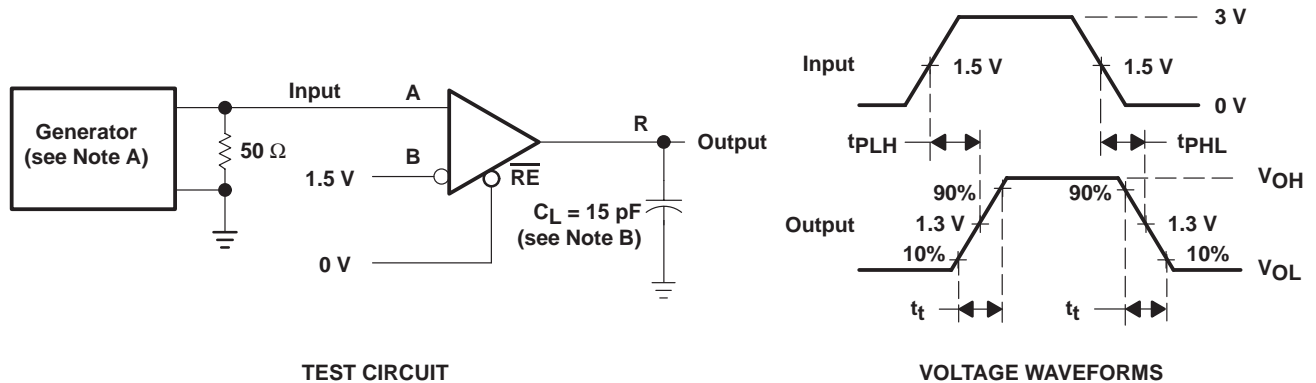 Generator
(see Note A)
50 Ω
Input
A
B
1.5 V
RE
0 V
R
Output
CL = 15 pF
(see Note B)
TEST CIRCUIT
Input
3 V
1.5 V
1.5 V
0 V
tPLH
tPHL
Output
VOH
90%
90%
1.3 V
1.3 V
10%
10%
VOL
tt
tt
VOLTAGE WAVEFORMS